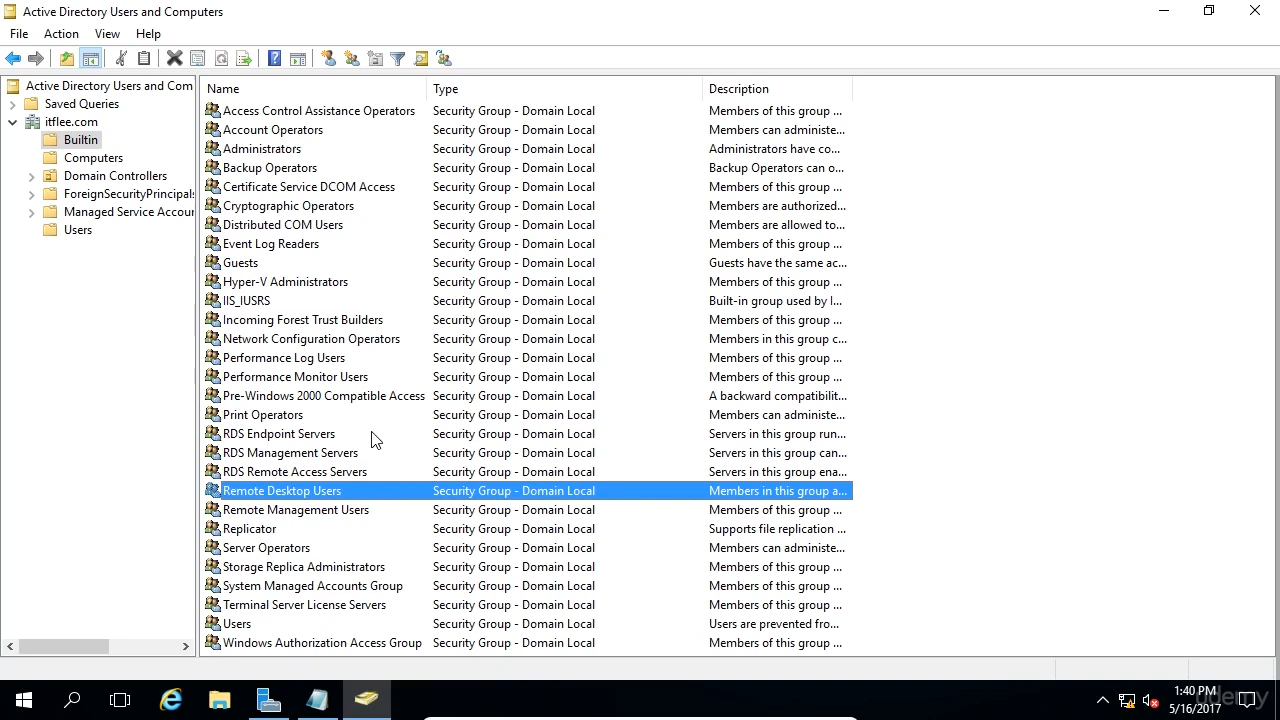 Active Directory Users and Computers
File Action View Help
Active Directory Users and Com
Saved Queries
itflee.com
Builtin
Computers
Domain Controllers
ForeignSecurityPrincipals
Managed Service Accour
Users
Name Type Description
Access Control Assistance Operators Security Group - Domain Local Members of this group ...
Account Operators Security Group - Domain Local Members can administe...
Administrators Security Group - Domain Local Administrators have co...
Backup Operators Security Group - Domain Local Backup Operators can o...
Certificate Service DCOM Access Security Group - Domain Local Members of this group ...
Cryptographic Operators Security Group - Domain Local Members are authorized...
Distributed COM Users Security Group - Domain Local Members are allowed to...
Event Log Readers Security Group - Domain Local Members of this group ...
Guests Security Group - Domain Local Guests have the same ac...
Hyper-V Administrators Security Group - Domain Local Members of this group ...
IIS_IUSRS Security Group - Domain Local Built-in group used by I...
Incoming Forest Trust Builders Security Group - Domain Local Members of this group ...
Network Configuration Operators Security Group - Domain Local Members in this group c...
Performance Log Users Security Group - Domain Local Members of this group ...
Performance Monitor Users Security Group - Domain Local Members of this group ...
Pre-Windows 2000 Compatible Access Security Group - Domain Local A backward compatibilit...
Print Operators Security Group - Domain Local Members can administe...
RDS Endpoint Servers Security Group - Domain Local Servers in this group run...
RDS Management Servers Security Group - Domain Local Servers in this group can...
RDS Remote Access Servers Security Group - Domain Local Servers in this group ena...
Remote Desktop Users Security Group - Domain Local Members in this group a...
Remote Management Users Security Group - Domain Local Members of this group ...
Replicator Security Group - Domain Local Supports file replication ...
Server Operators Security Group - Domain Local Members can administe...
Storage Replica Administrators Security Group - Domain Local Members of this group ...
System Managed Accounts Group Security Group - Domain Local Members of this group ...
Terminal Server License Servers Security Group - Domain Local Members of this group ...
Users Security Group - Domain Local Users are prevented fro...
Windows Authorization Access Group Security Group - Domain Local Members of this group ...
1:40 PM
5/16/2017
udemy